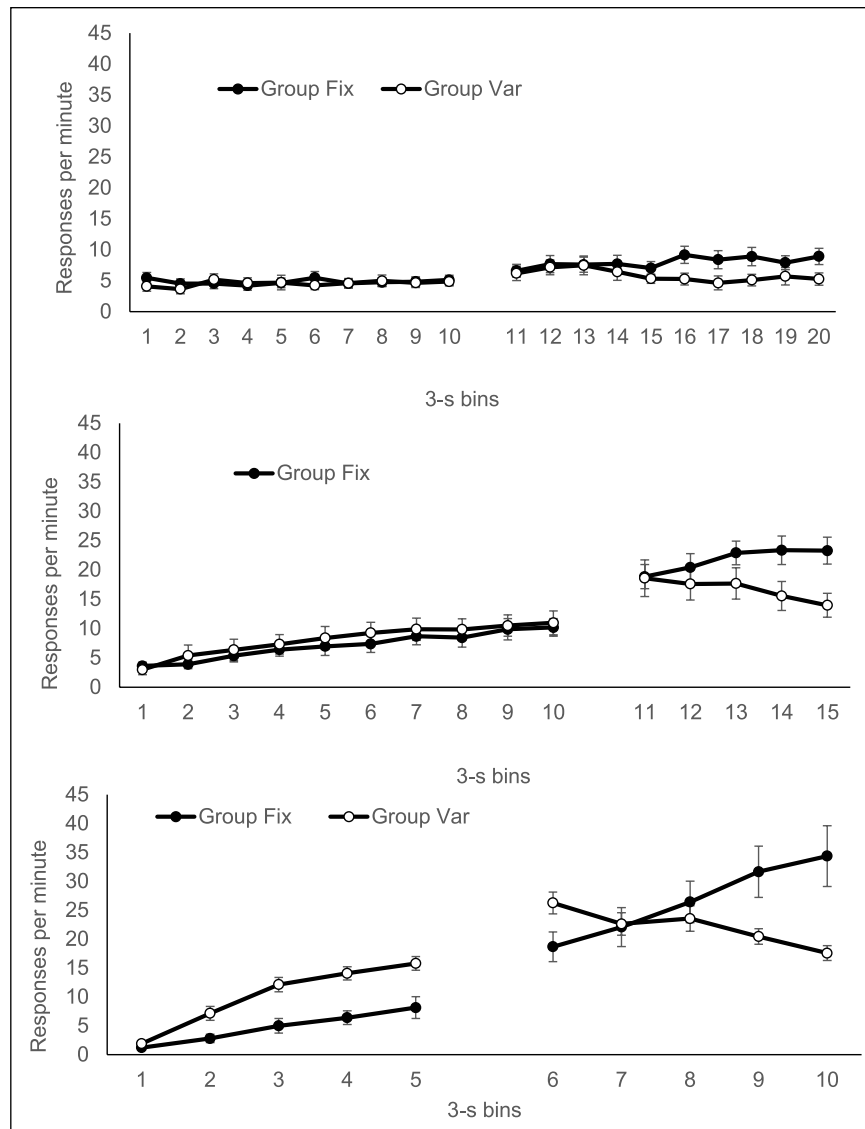 45
40
35
30
25
20
15
10
5
0
Responses per minute
Group Fix Group Var
1 2 3 4 5 6 7 8 9 10 11 12 13 14 15 16 17 18 19 20
3-s bins
45
40
35
30
25
20
15
10
5
0
Responses per minute
Group Fix
1 2 3 4 5 6 7 8 9 10 11 12 13 14 15
3-s bins
45
40
35
30
25
20
15
10
5
0
Responses per minute
Group Fix Group Var
1 2 3 4 5 6 7 8 9 10
3-s bins